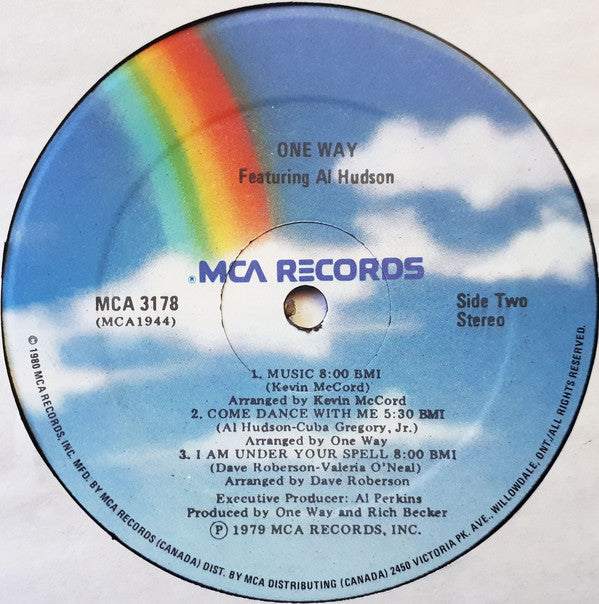 ONE WAY
Featuring Al Hudson
®MCA RECORDS
MCA 3178
(MCA1944)
Side Two
Stereo
1. MUSIC 8:00 BMI
(Kevin McCord)
Arranged by Kevin McCord
2. COME DANCE WITH ME 5:30 BMI
(Al Hudson-Cuba Gregory, Jr.)
Arranged by One Way
3. I AM UNDER YOUR SPELL 8:00 BMI
(Dave Roberson-Valeria O'Neal)
Arranged by Dave Roberson
Executive Producer: Al Perkins
Produced by One Way and Rich Becker
℗ 1979 MCA RECORDS, INC.
© 1980 MCA RECORDS, INC. MFD. BY MCA RECORDS (CANADA) DIST. BY MCA DISTRIBUTING (CANADA) 2450 VICTORIA PK. AVE., WILLOWDALE, ONT./ALL RIGHTS RESERVED.